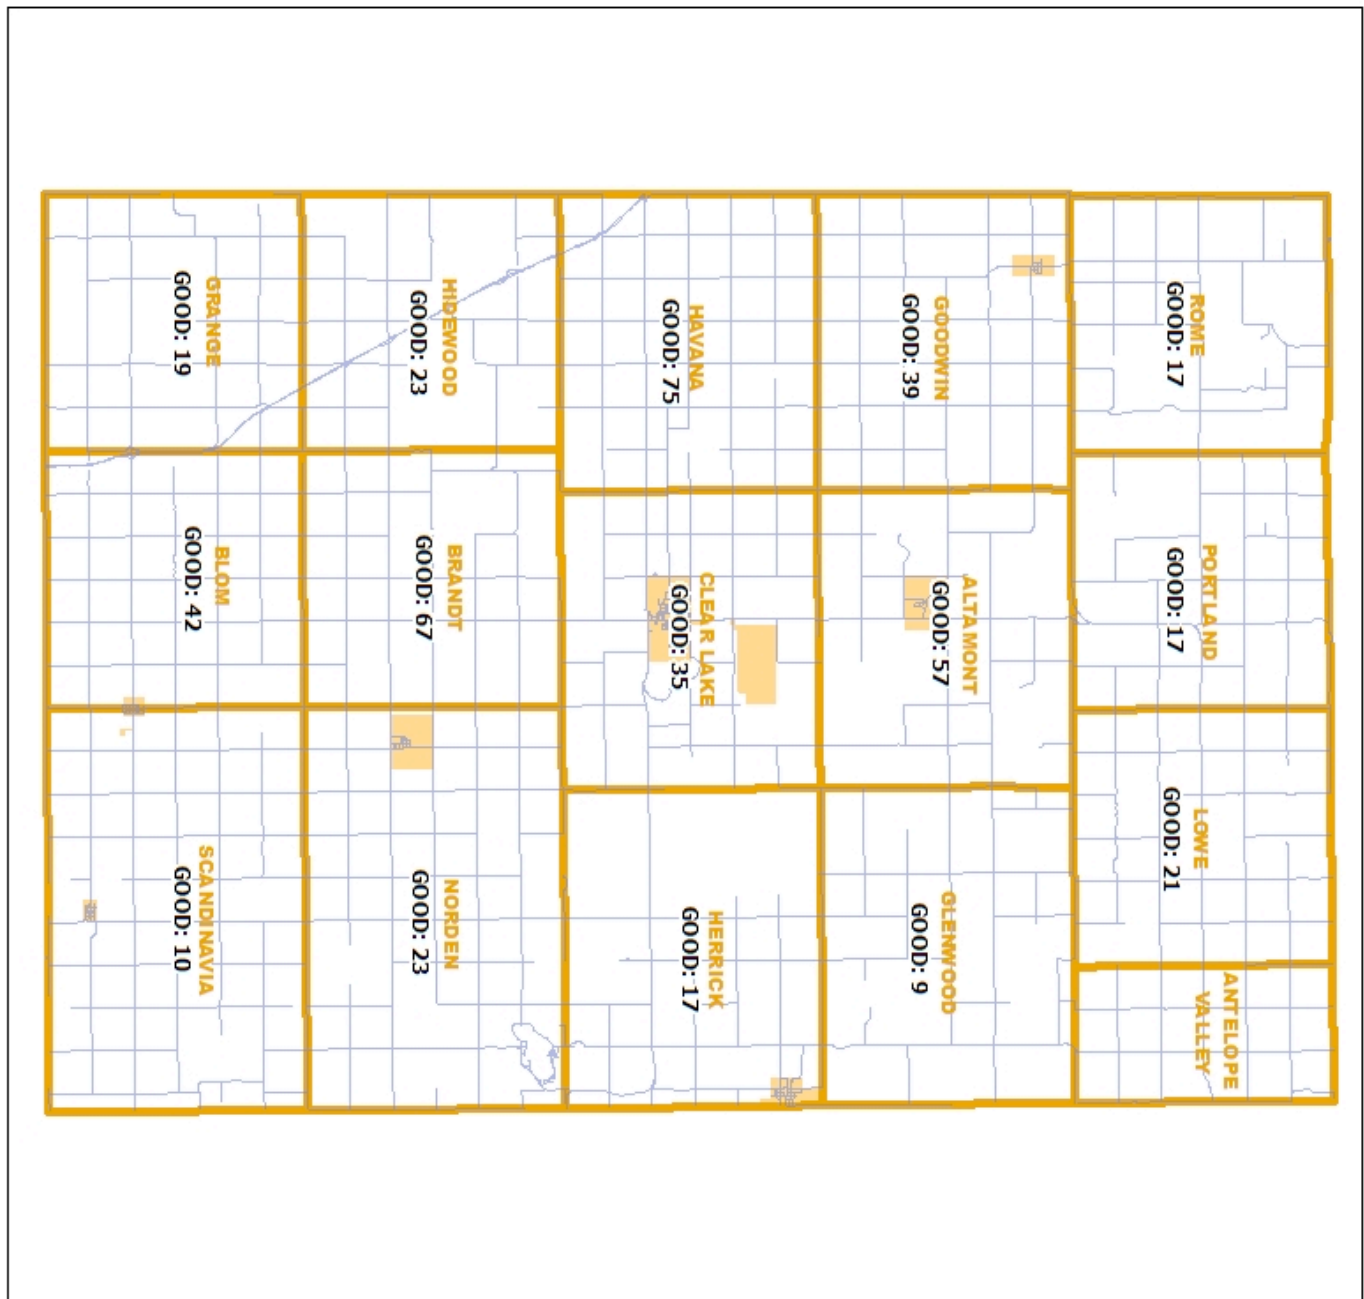 ROME
GOOD: 17
PORTLAND
GOOD: 17
LOWE
GOOD: 21
ANTELOPE
VALLEY
GOODWIN
GOOD: 39
ALTAMONT
GOOD: 57
GLENWOOD
GOOD: 9
HAVANA
GOOD: 75
CLEAR LAKE
GOOD: 35
HERRICK
GOOD: 17
HIDEWOOD
GOOD: 23
BRANDT
GOOD: 67
NORDEN
GOOD: 23
GRANGE
GOOD: 19
BLOM
GOOD: 42
SCANDINAVIA
GOOD: 10